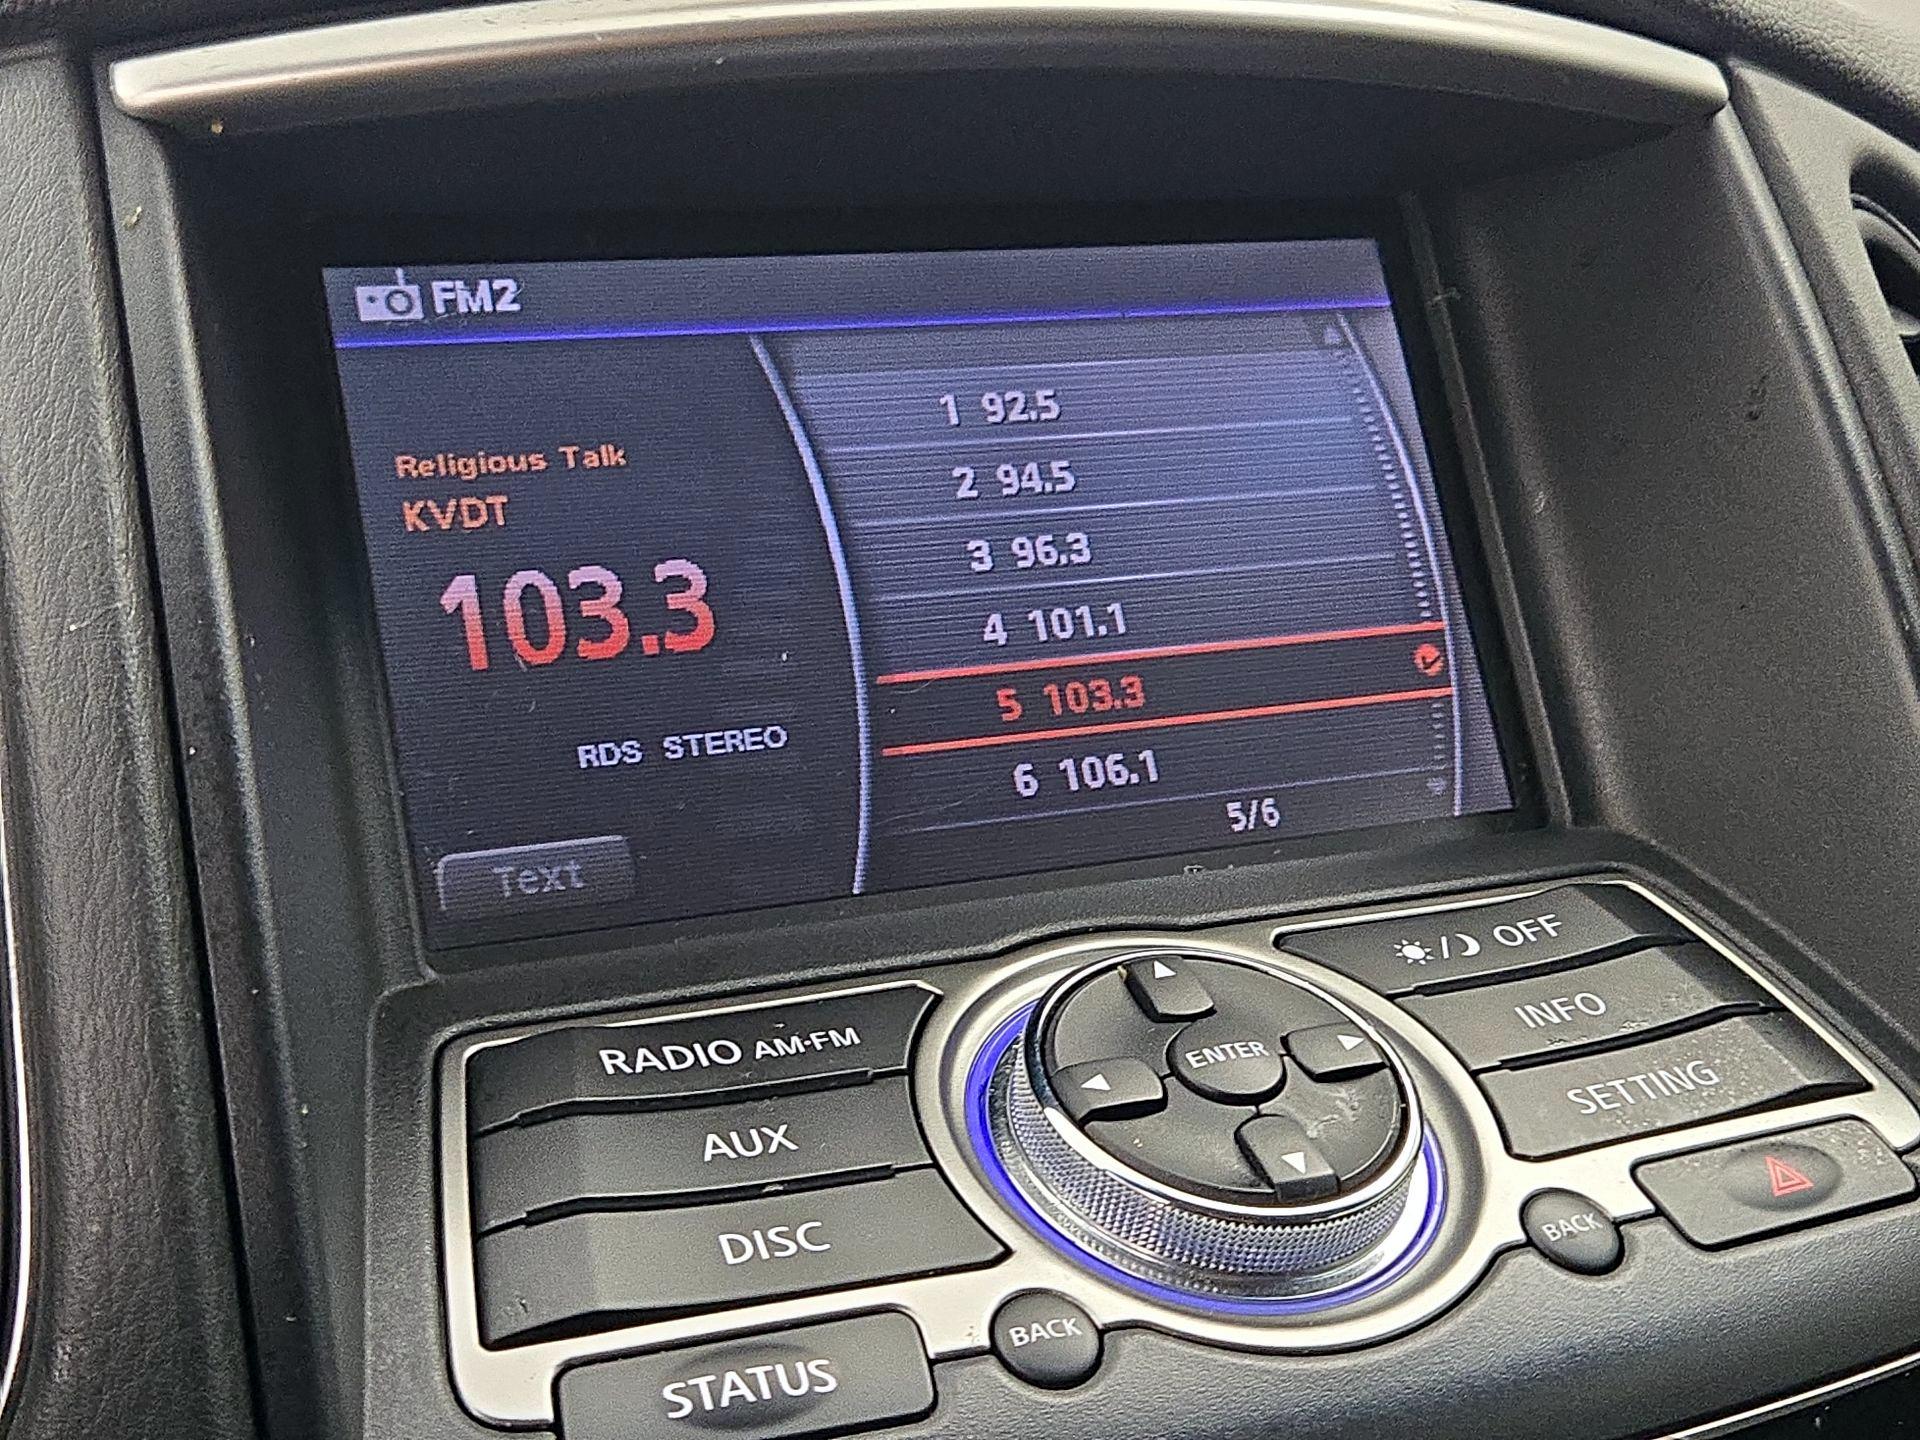 FM2
Religious Talk
KVDT
103.3
RDS STEREO
Text
1 92.5
2 94.5
3 96.3
4 101.1
5 103.3
6 106.1
5/6
RADIO AM·FM
AUX
DISC
STATUS
BACK
ENTER
OFF
INFO
SETTING
BACK